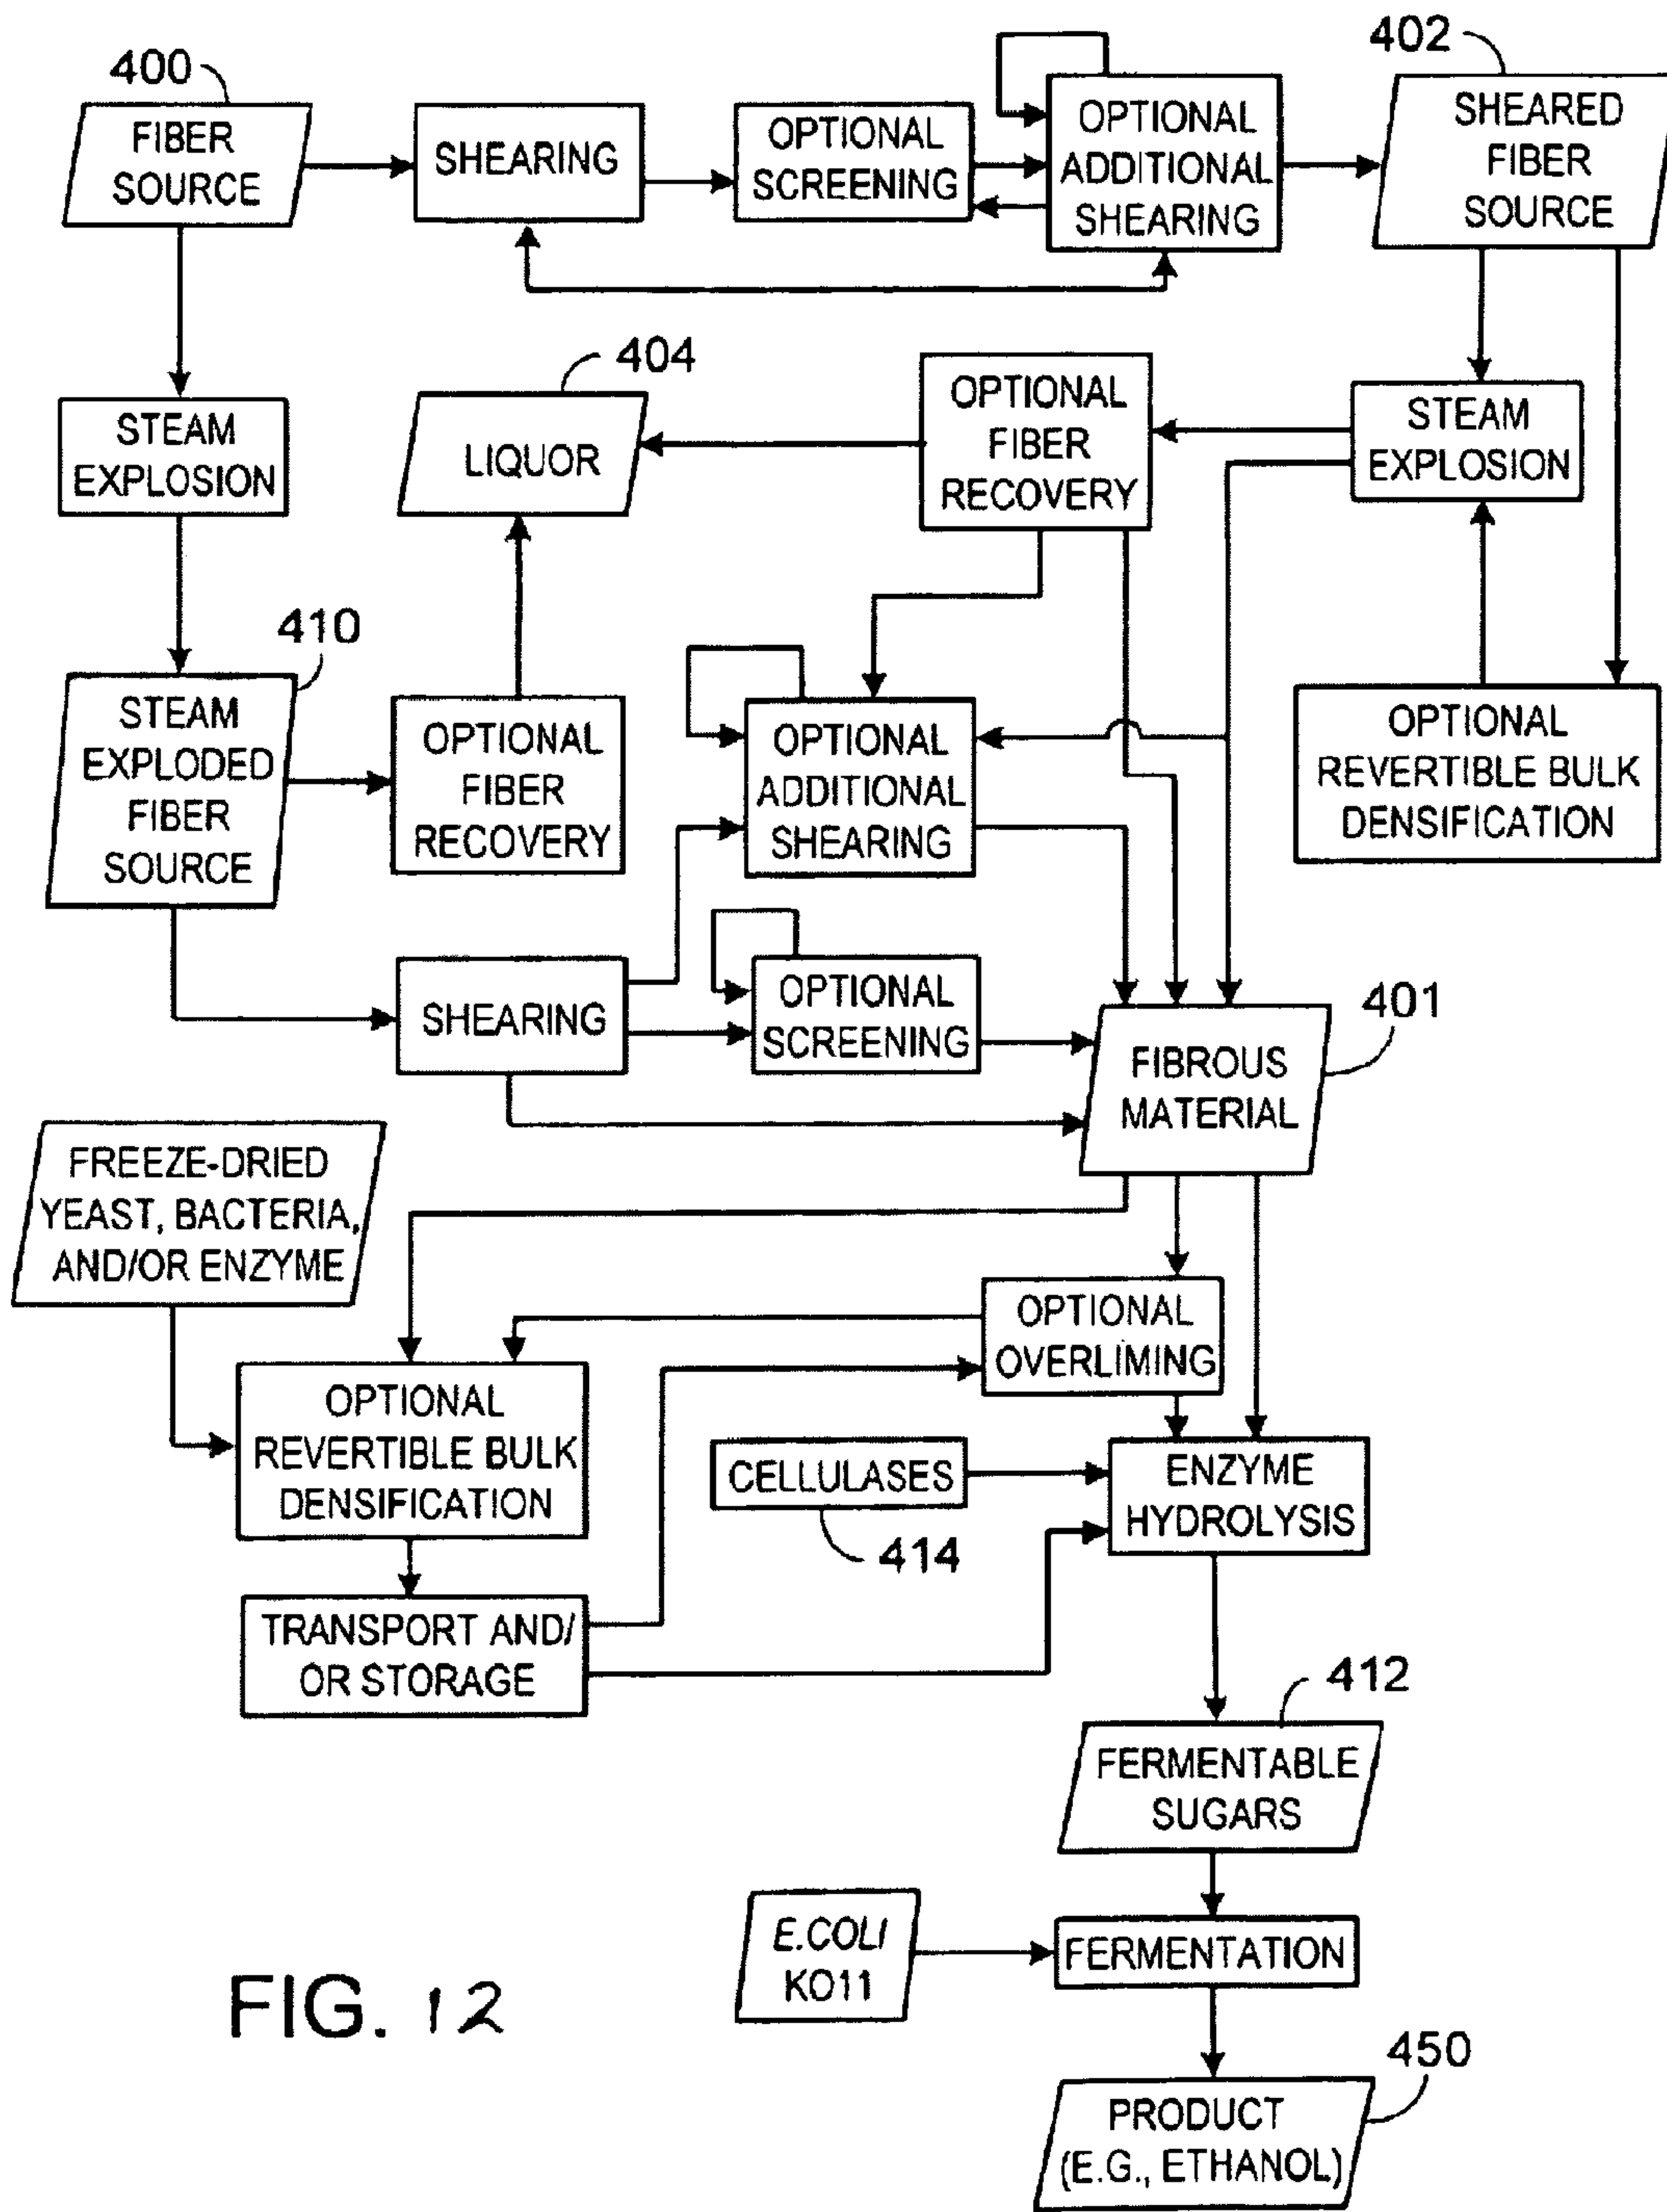 400
402
FIBER
SOURCE
SHEARING
OPTIONAL
SCREENING
OPTIONAL
ADDITIONAL
SHEARING
SHEARED
FIBER
SOURCE
404
STEAM
EXPLOSION
LIQUOR
OPTIONAL
FIBER
RECOVERY
STEAM
EXPLOSION
410
STEAM
EXPLODED
FIBER
SOURCE
OPTIONAL
FIBER
RECOVERY
OPTIONAL
ADDITIONAL
SHEARING
OPTIONAL
REVERTIBLE BULK
DENSIFICATION
SHEARING
OPTIONAL
SCREENING
401
FIBROUS
MATERIAL
FREEZE-DRIED
YEAST, BACTERIA,
AND/OR ENZYME
OPTIONAL
OVERLIMING
OPTIONAL
REVERTIBLE BULK
DENSIFICATION
CELLULASES
414
ENZYME
HYDROLYSIS
TRANSPORT AND/
OR STORAGE
412
FERMENTABLE
SUGARS
E.COLI
KO11
FERMENTATION
FIG. 12
450
PRODUCT
(E.G., ETHANOL)